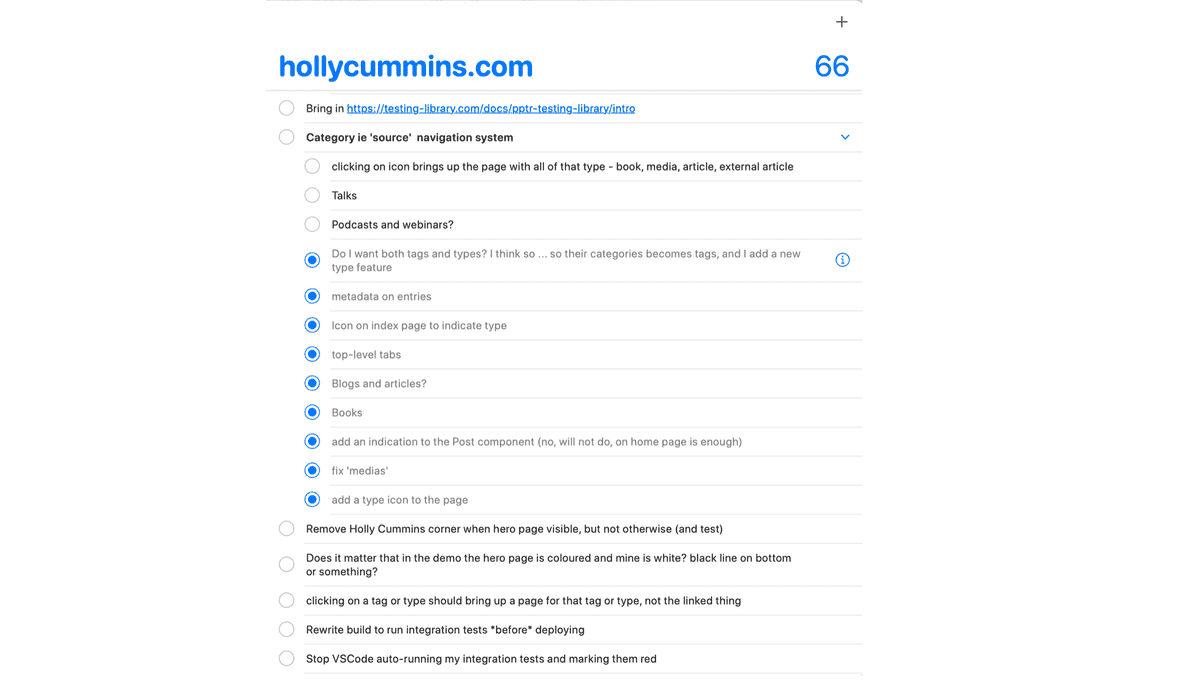 +
hollycummins.com
66
Bring in https://testing-library.com/docs/pptr-testing-library/intro
Category ie 'source'  navigation system
clicking on icon brings up the page with all of that type - book, media, article, external article
Talks
Podcasts and webinars?
Do I want both tags and types? I think so ... so their categories becomes tags, and I add a new
type feature
metadata on entries
Icon on index page to indicate type
top-level tabs
Blogs and articles?
Books
add an indication to the Post component (no, will not do, on home page is enough)
fix 'medias'
add a type icon to the page
Remove Holly Cummins corner when hero page visible, but not otherwise (and test)
Does it matter that in the demo the hero page is coloured and mine is white? black line on bottom
or something?
clicking on a tag or type should bring up a page for that tag or type, not the linked thing
Rewrite build to run integration tests *before* deploying
Stop VSCode auto-running my integration tests and marking them red